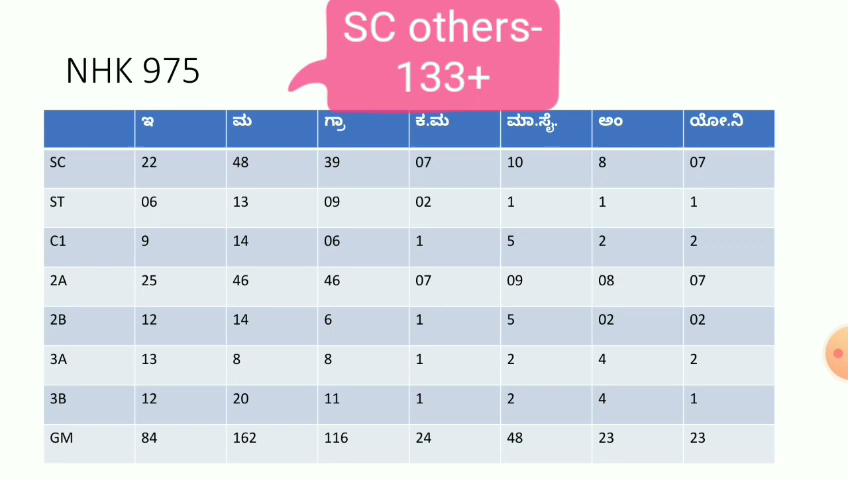 SC others-
133+
NHK 975
ಇ ಮ ಗ್ರಾ ಕ.ಮ ಮಾ.ಸೈ. ಅಂ ಯೋ.ನಿ
SC 22 48 39 07 10 8 07
ST 06 13 09 02 1 1 1
C1 9 14 06 1 5 2 2
2A 25 46 46 07 09 08 07
2B 12 14 6 1 5 02 02
3A 13 8 8 1 2 4 2
3B 12 20 11 1 2 4 1
GM 84 162 116 24 48 23 23